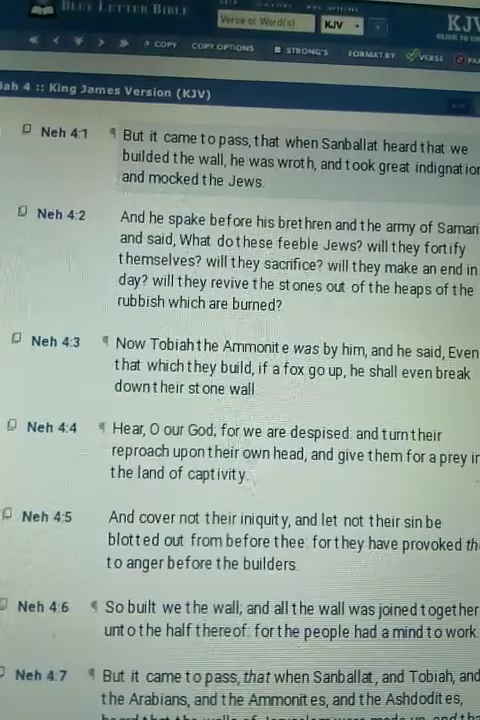 BLUE LETTER BIBLE
Verse or Word(s) KJV KJV
COPY COPY OPTIONS STRONG'S FORMAT BY VERSE
iah 4 :: King James Version (KJV)
Neh 4:1 ¶ But it came to pass, that when Sanballat heard that we
builded the wall, he was wroth, and took great indignation
and mocked the Jews.
Neh 4:2 And he spake before his brethren and the army of Samari
and said, What do these feeble Jews? will they fortify
themselves? will they sacrifice? will they make an end in
day? will they revive the stones out of the heaps of the
rubbish which are burned?
Neh 4:3 ¶ Now Tobiah the Ammonite was by him, and he said, Even
that which they build, if a fox go up, he shall even break
down their stone wall.
Neh 4:4 ¶ Hear, O our God; for we are despised: and turn their
reproach upon their own head, and give them for a prey in
the land of captivity:
Neh 4:5 And cover not their iniquity, and let not their sin be
blotted out from before thee: for they have provoked th
to anger before the builders.
Neh 4:6 ¶ So built we the wall; and all the wall was joined together
unto the half thereof: for the people had a mind to work.
Neh 4:7 ¶ But it came to pass, that when Sanballat, and Tobiah, and
the Arabians, and the Ammonites, and the Ashdodites,